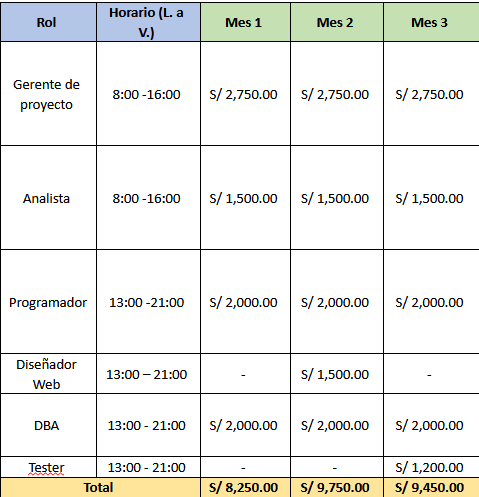 Rol Horario (L. a V.) Mes 1 Mes 2 Mes 3
Gerente de proyecto 8:00 -16:00 S/ 2,750.00 S/ 2,750.00 S/ 2,750.00
Analista 8:00 -16:00 S/ 1,500.00 S/ 1,500.00 S/ 1,500.00
Programador 13:00 -21:00 S/ 2,000.00 S/ 2,000.00 S/ 2,000.00
Diseñador Web 13:00 – 21:00 - S/ 1,500.00 -
DBA 13:00 - 21:00 S/ 2,000.00 S/ 2,000.00 S/ 2,000.00
Tester 13:00 - 21:00 - - S/ 1,200.00
Total S/ 8,250.00 S/ 9,750.00 S/ 9,450.00